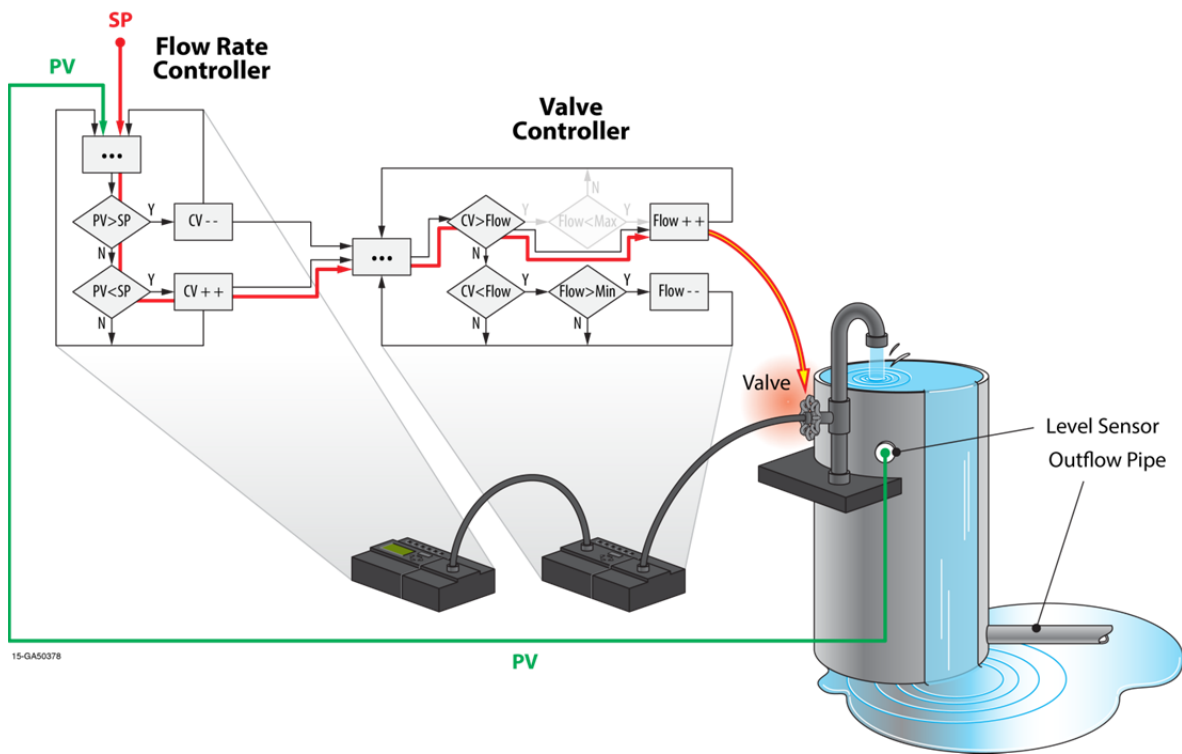 SP
Flow Rate
Controller
PV
Valve
Controller
•••
PV>SP
Y
CV - -
N
PV<SP
Y
CV + +
N
•••
CV>Flow
Y
Flow<Max
N
Y
Flow + +
N
CV<Flow
Y
Flow>Min
Y
Flow - -
N
N
Valve
Level Sensor
Outflow Pipe
15-GA50378
PV